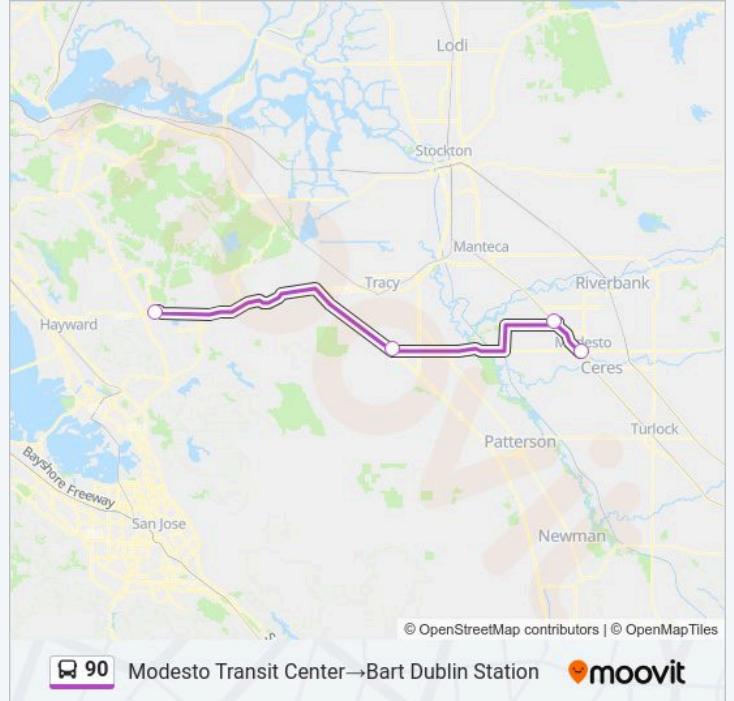 Lodi
Stockton
Manteca
Tracy
Riverbank
Hayward
Modesto
Ceres
Turlock
Patterson
Bayshore Freeway
San Jose
Newman
© OpenStreetMap contributors | © OpenMapTiles
90 Modesto Transit Center→Bart Dublin Station moovit